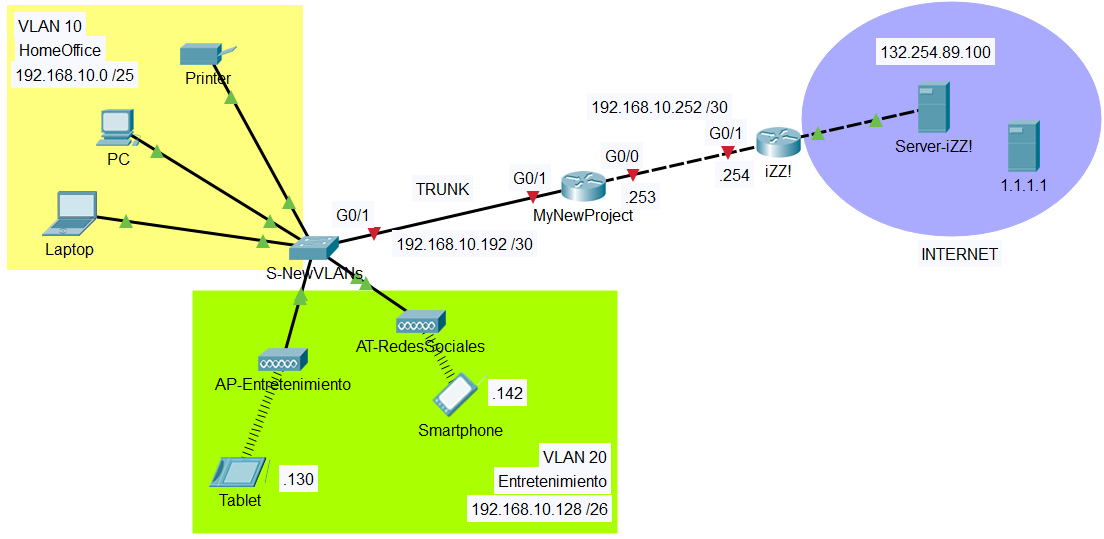 VLAN 10
HomeOffice
192.168.10.0 /25
Printer
PC
Laptop
S-NewVLANs
G0/1
TRUNK
192.168.10.192 /30
G0/1
MyNewProject
G0/0
.253
192.168.10.252 /30
G0/1
.254
iZZ!
132.254.89.100
Server-iZZ!
1.1.1.1
INTERNET
AT-RedesSociales
AP-Entretenimiento
.142
Smartphone
.130
Tablet
VLAN 20
Entretenimiento
192.168.10.128 /26